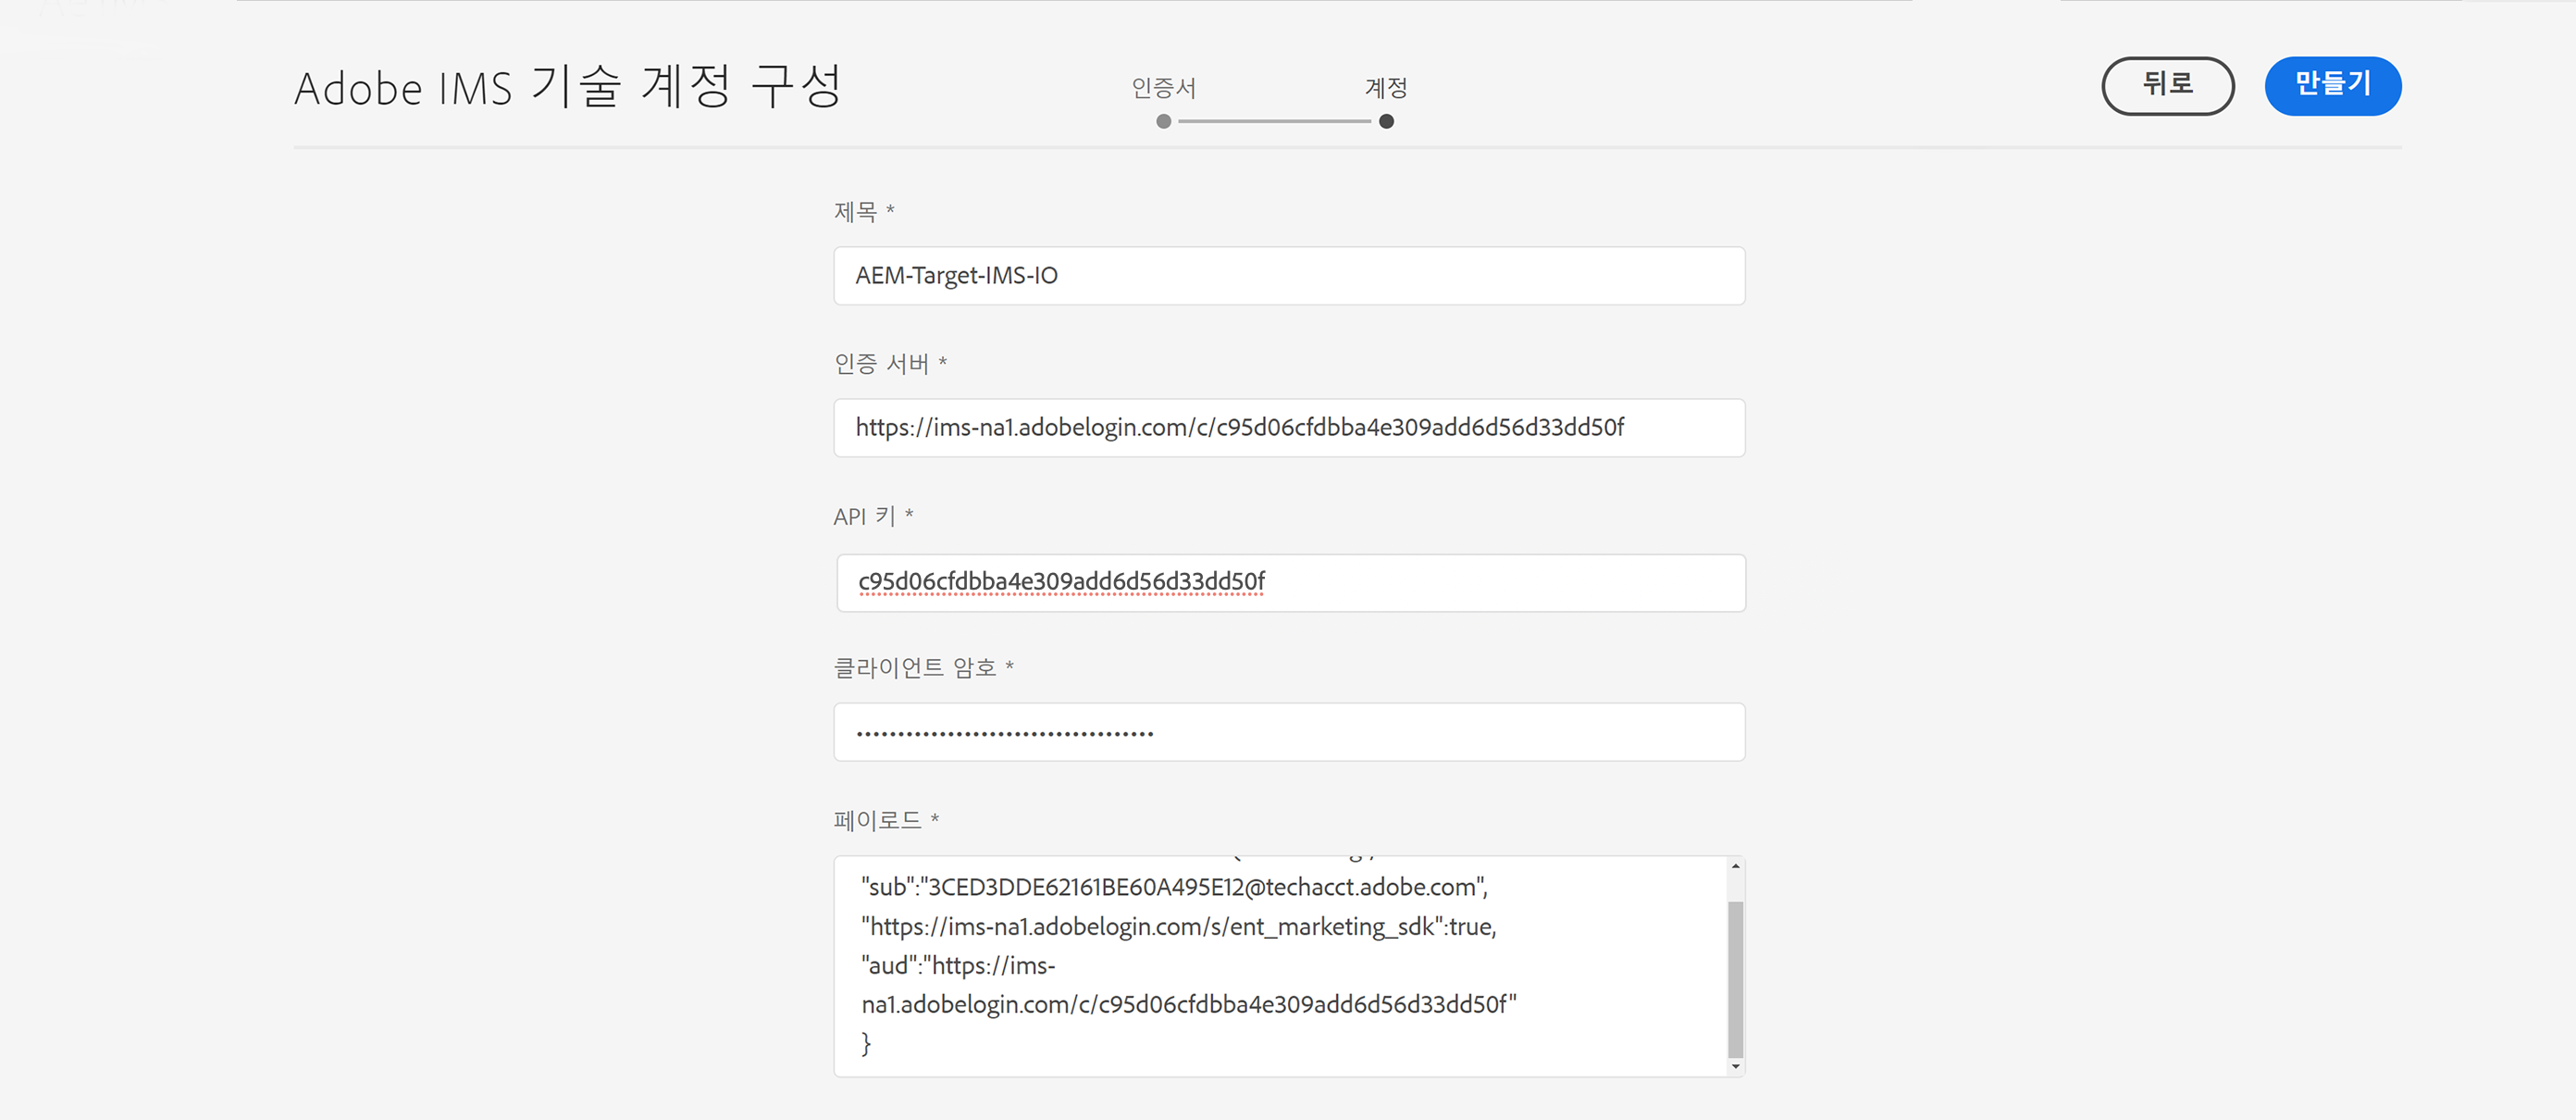 Adobe IMS 기술 계정 구성
인증서
계정
뒤로
만들기
제목 *
AEM-Target-IMS-IO
인증 서버 *
https://ims-na1.adobelogin.com/c/c95d06cfdbba4e309add6d56d33dd50f
API 키 *
c95d06cfdbba4e309add6d56d33dd50f
클라이언트 암호 *
••••••••••••••••••••••••••••••••••••
페이로드 *
"sub":"3CED3DDE62161BE60A495E12@techacct.adobe.com",
"https://ims-na1.adobelogin.com/s/ent_marketing_sdk":true,
"aud":"https://ims-
na1.adobelogin.com/c/c95d06cfdbba4e309add6d56d33dd50f"
}